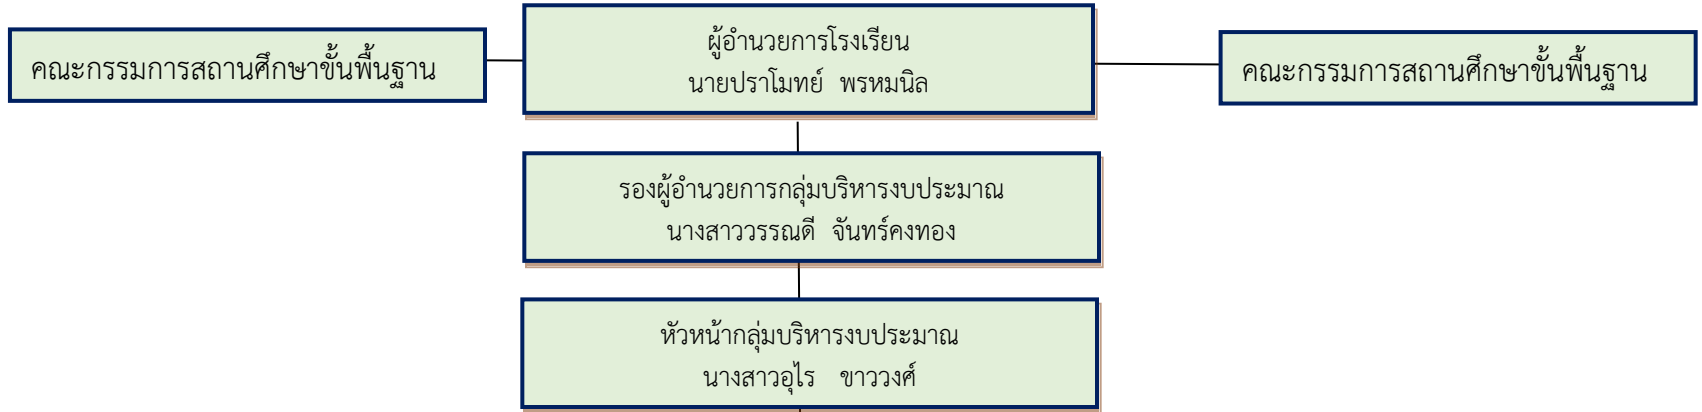 ผู้อำนวยการโรงเรียน
นายปราโมทย์ พรหมนิล
คณะกรรมการสถานศึกษาขั้นพื้นฐาน
คณะกรรมการสถานศึกษาขั้นพื้นฐาน
รองผู้อำนวยการกลุ่มบริหารงบประมาณ
นางสาววรรณดี จันทร์คงทอง
หัวหน้ากลุ่มบริหารงบประมาณ
นางสาวอุไร ขาววงศ์